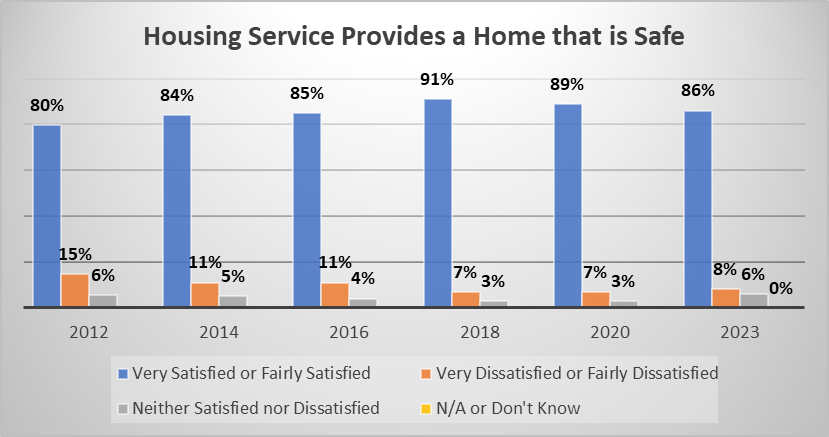 Housing Service Provides a Home that is Safe
80% 84% 85% 91% 89% 86%
15% 11% 11% 7% 7% 8%
6% 5% 4% 3% 3% 6% 0%
2012 2014 2016 2018 2020 2023
Very Satisfied or Fairly Satisfied Very Dissatisfied or Fairly Dissatisfied
Neither Satisfied nor Dissatisfied N/A or Don't Know